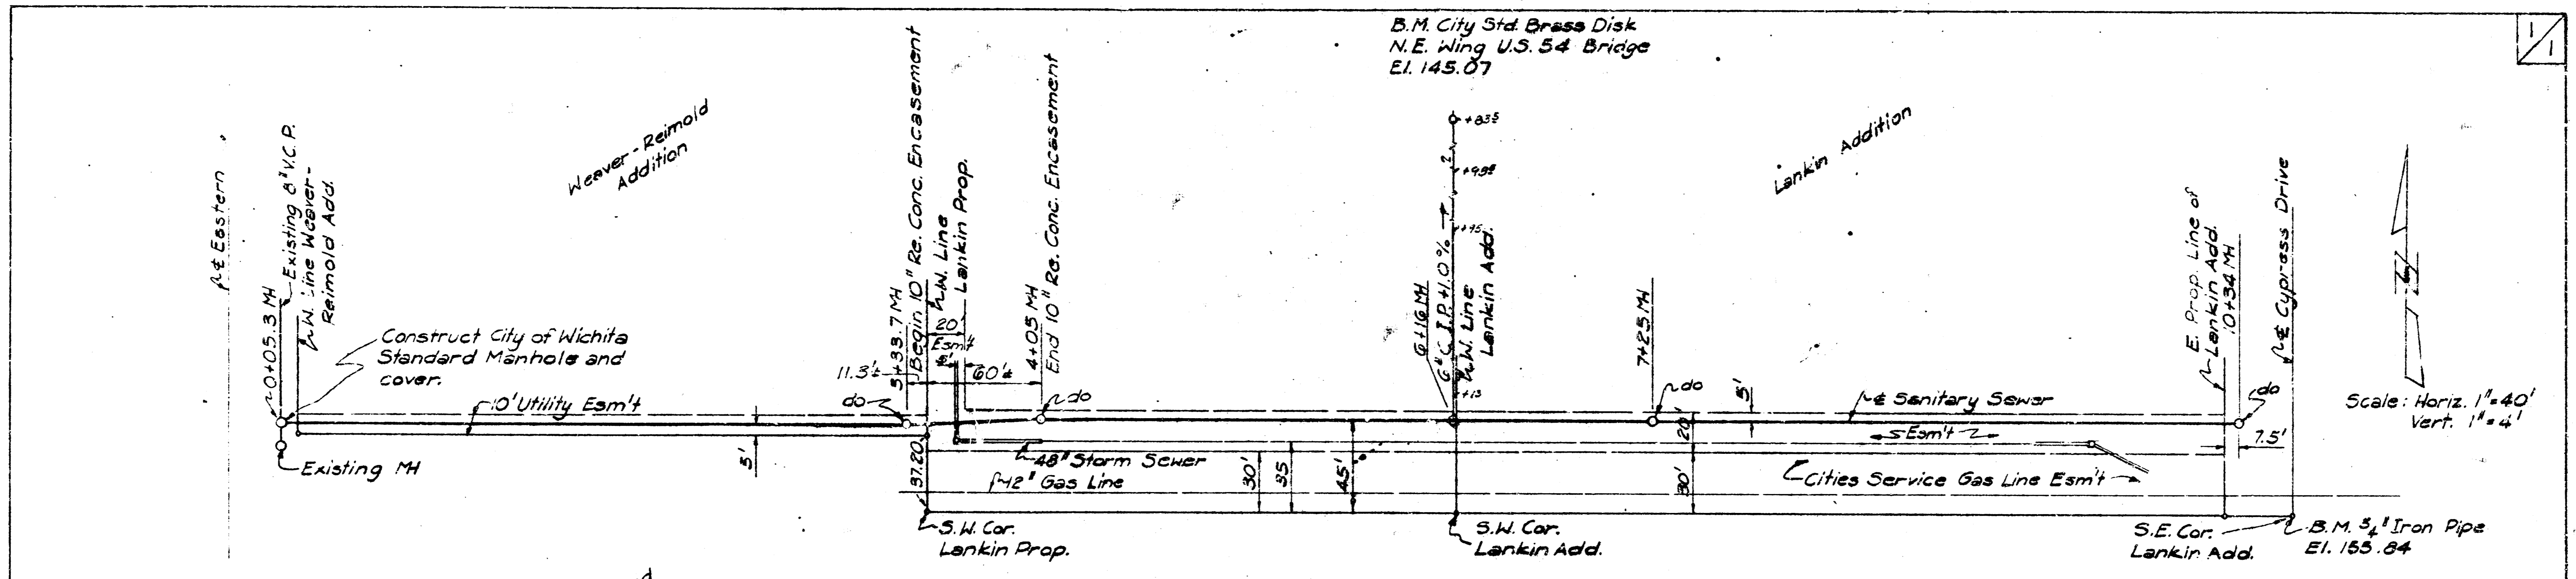 B.M. City Std. Brass Disk
N.E. Wing U.S. 54 Bridge
El. 145.07
1/1
℄ Eastern
0+05.3 MH
Existing 8" V.C.P.
W. Line Weaver-
Reimold Add.
Weaver-Reimold
Addition
Construct City of Wichita
Standard Manhole and
cover.
10' Utility Esm't
Existing MH
5'
11.3'±
do
3+33.7 MH
Begin 10" Re. Conc. Encasement
W. Line
Lankin Prop.
20'
Esm't
5'
60'±
4+05 MH
End 10" Re. Conc. Encasement
do
37.20
48" Storm Sewer
12" Gas Line
S.W. Cor.
Lankin Prop.
30'
35
45'
+83⁵
+95
+13
6+16 MH
6" C.I.P. +1.0%
W. Line
Lankin Add.
S.W. Cor.
Lankin Add.
7+25 MH
do
20'
30'
5'
Lankin Addition
℄ Sanitary Sewer
Esm't
Cities Service Gas Line Esm't
E. Prop. Line of
Lankin Add.
10+34 MH
℄ Cypress Drive
do
7.5'
S.E. Cor.
Lankin Add.
B.M. 3/4" Iron Pipe
El. 155.84
Scale: Horiz. 1"=40'
Vert. 1"=4'